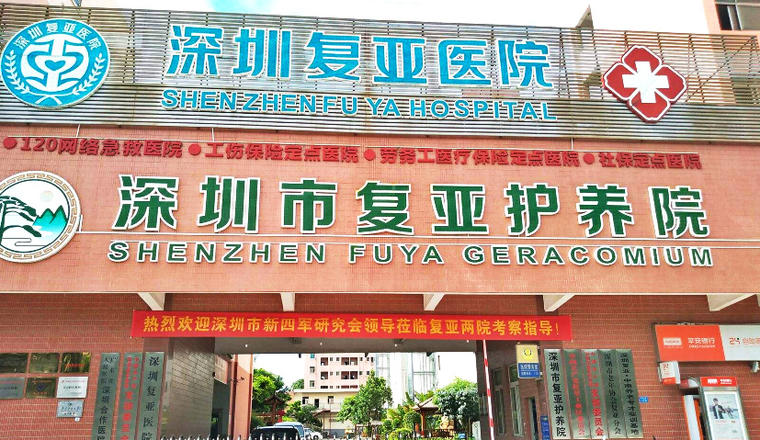 深圳复亚医院
深圳复亚医院
SHENZHENFUYA HOSPITAL
●120网络急救医院 ●工伤保险定点医院 ●劳务工医疗保险定点医院 ●社保定点医院
深圳市复亚护养院
SHENZHEN FUYA GERACOMIUM
热烈欢迎深圳市新四军研究会领导莅临复亚两院考察指导!
平安银行
24
深圳复亚医院
深圳市复亚护养院